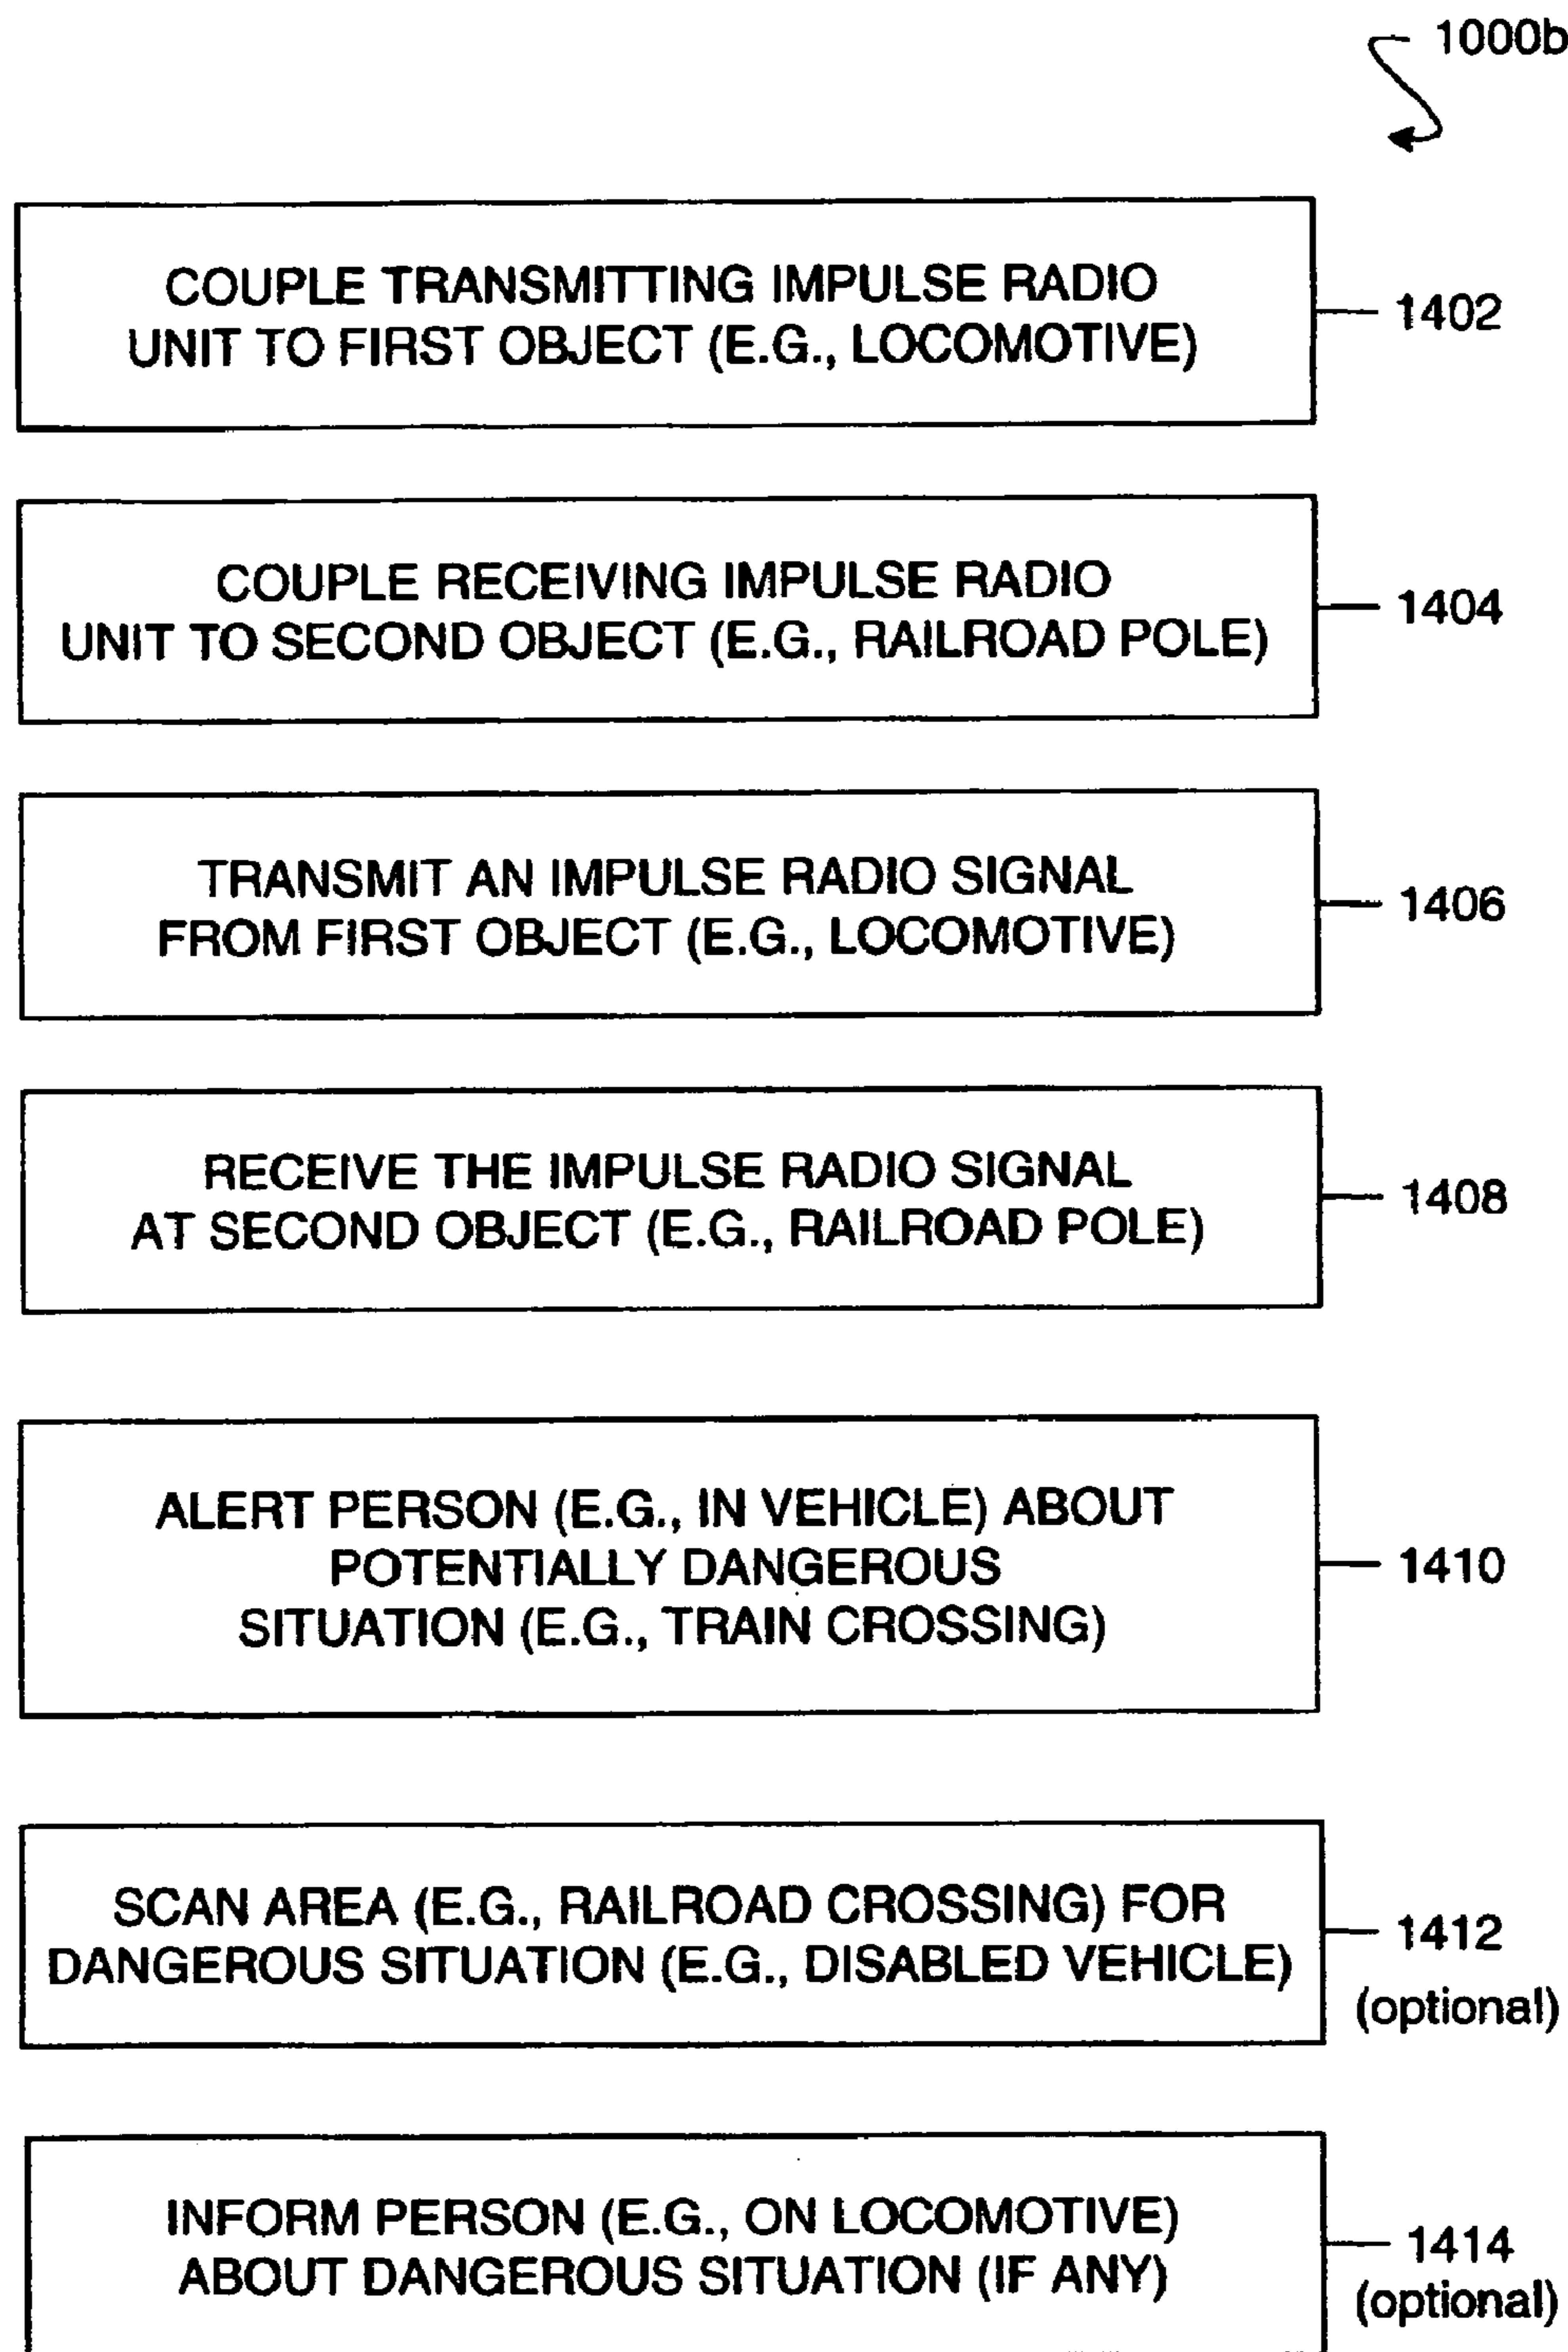 1000b
COUPLE TRANSMITTING IMPULSE RADIO
UNIT TO FIRST OBJECT (E.G., LOCOMOTIVE)
1402
COUPLE RECEIVING IMPULSE RADIO
UNIT TO SECOND OBJECT (E.G., RAILROAD POLE)
1404
TRANSMIT AN IMPULSE RADIO SIGNAL
FROM FIRST OBJECT (E.G., LOCOMOTIVE)
1406
RECEIVE THE IMPULSE RADIO SIGNAL
AT SECOND OBJECT (E.G., RAILROAD POLE)
1408
ALERT PERSON (E.G., IN VEHICLE) ABOUT
POTENTIALLY DANGEROUS
SITUATION (E.G., TRAIN CROSSING)
1410
SCAN AREA (E.G., RAILROAD CROSSING) FOR
DANGEROUS SITUATION (E.G., DISABLED VEHICLE)
1412
(optional)
INFORM PERSON (E.G., ON LOCOMOTIVE)
ABOUT DANGEROUS SITUATION (IF ANY)
1414
(optional)